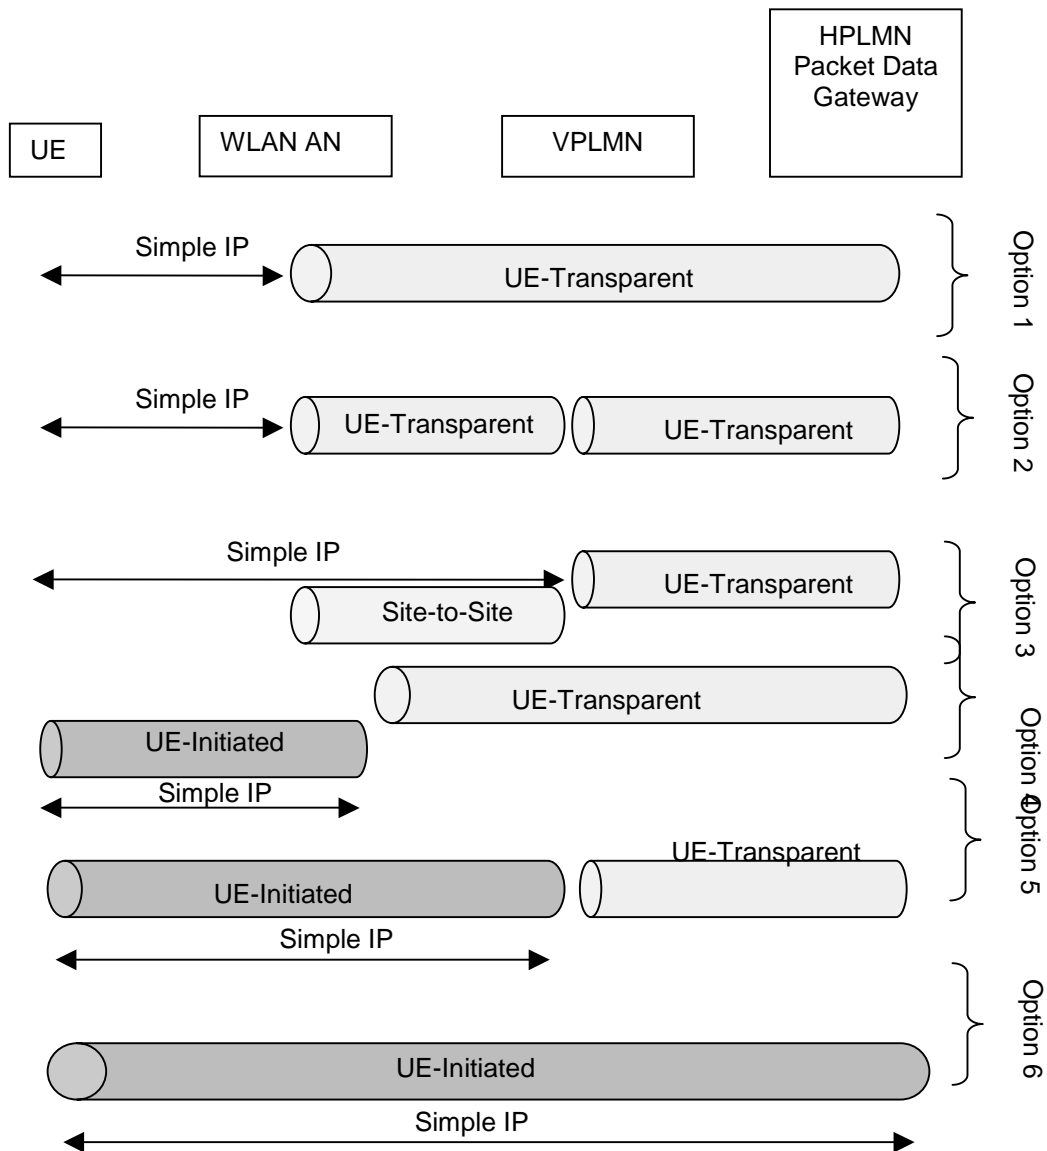 HPLMN
Packet Data
Gateway
UE
WLAN AN
VPLMN
Simple IP
UE-Transparent
Option 1
Simple IP
UE-Transparent
UE-Transparent
Option 2
Simple IP
UE-Transparent
Site-to-Site
Option 3
UE-Transparent
UE-Initiated
Simple IP
Option 4
UE-Transparent
UE-Initiated
Simple IP
Option 5
UE-Initiated
Simple IP
Option 6